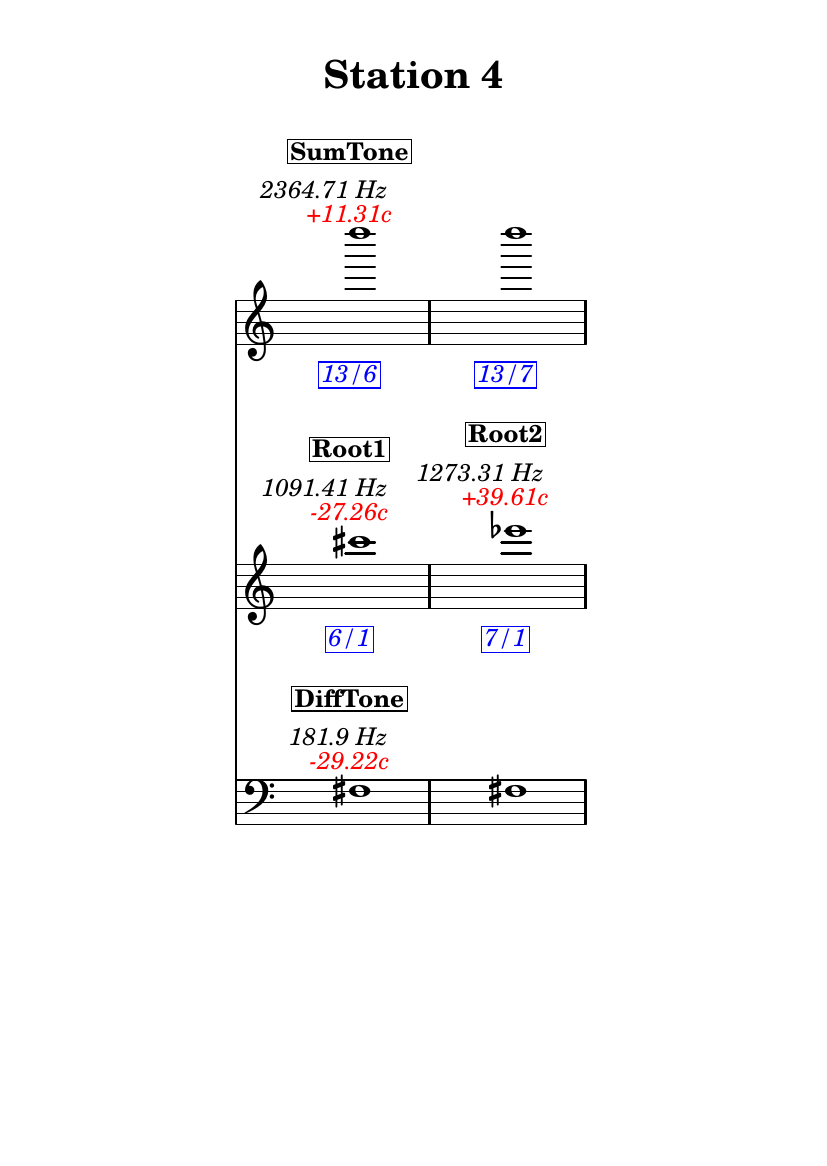 Station 4
SumTone
2364.71 Hz
+11.31c
13/6
13/7
Root1
1091.41 Hz
-27.26c
Root2
1273.31 Hz
+39.61c
6/1
7/1
DiffTone
181.9 Hz
-29.22c